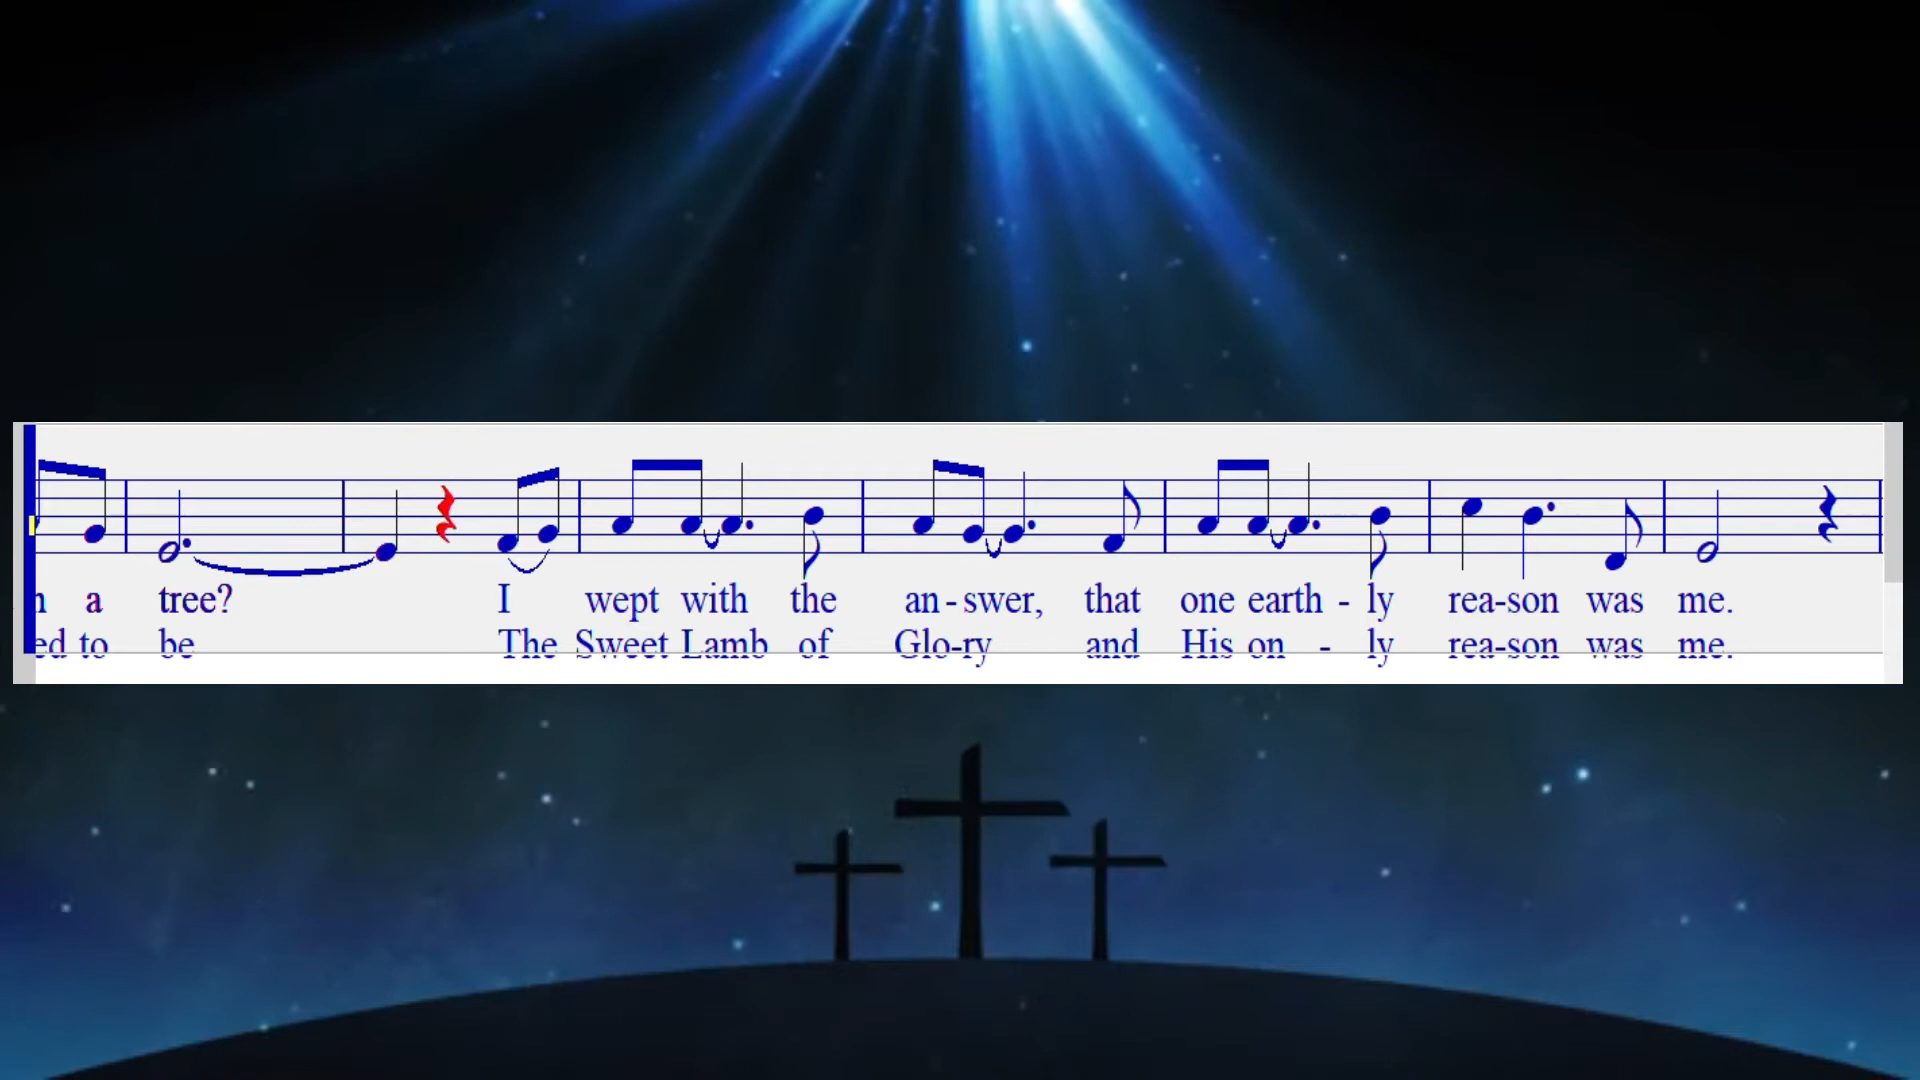 a tree? I wept with the an-swer, that one earth - ly rea-son was me.
ed to be The Sweet Lamb of Glo-ry and His on - ly rea-son was me.